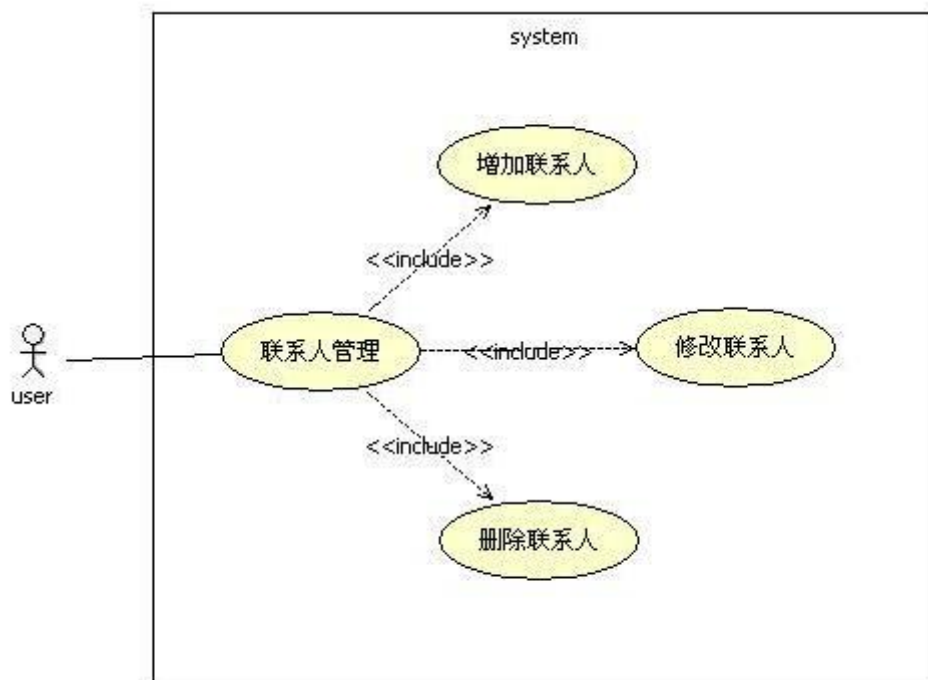 system
增加联系人
<<include>>
联系人管理
<<include>>
修改联系人
user
<<include>>
删除联系人